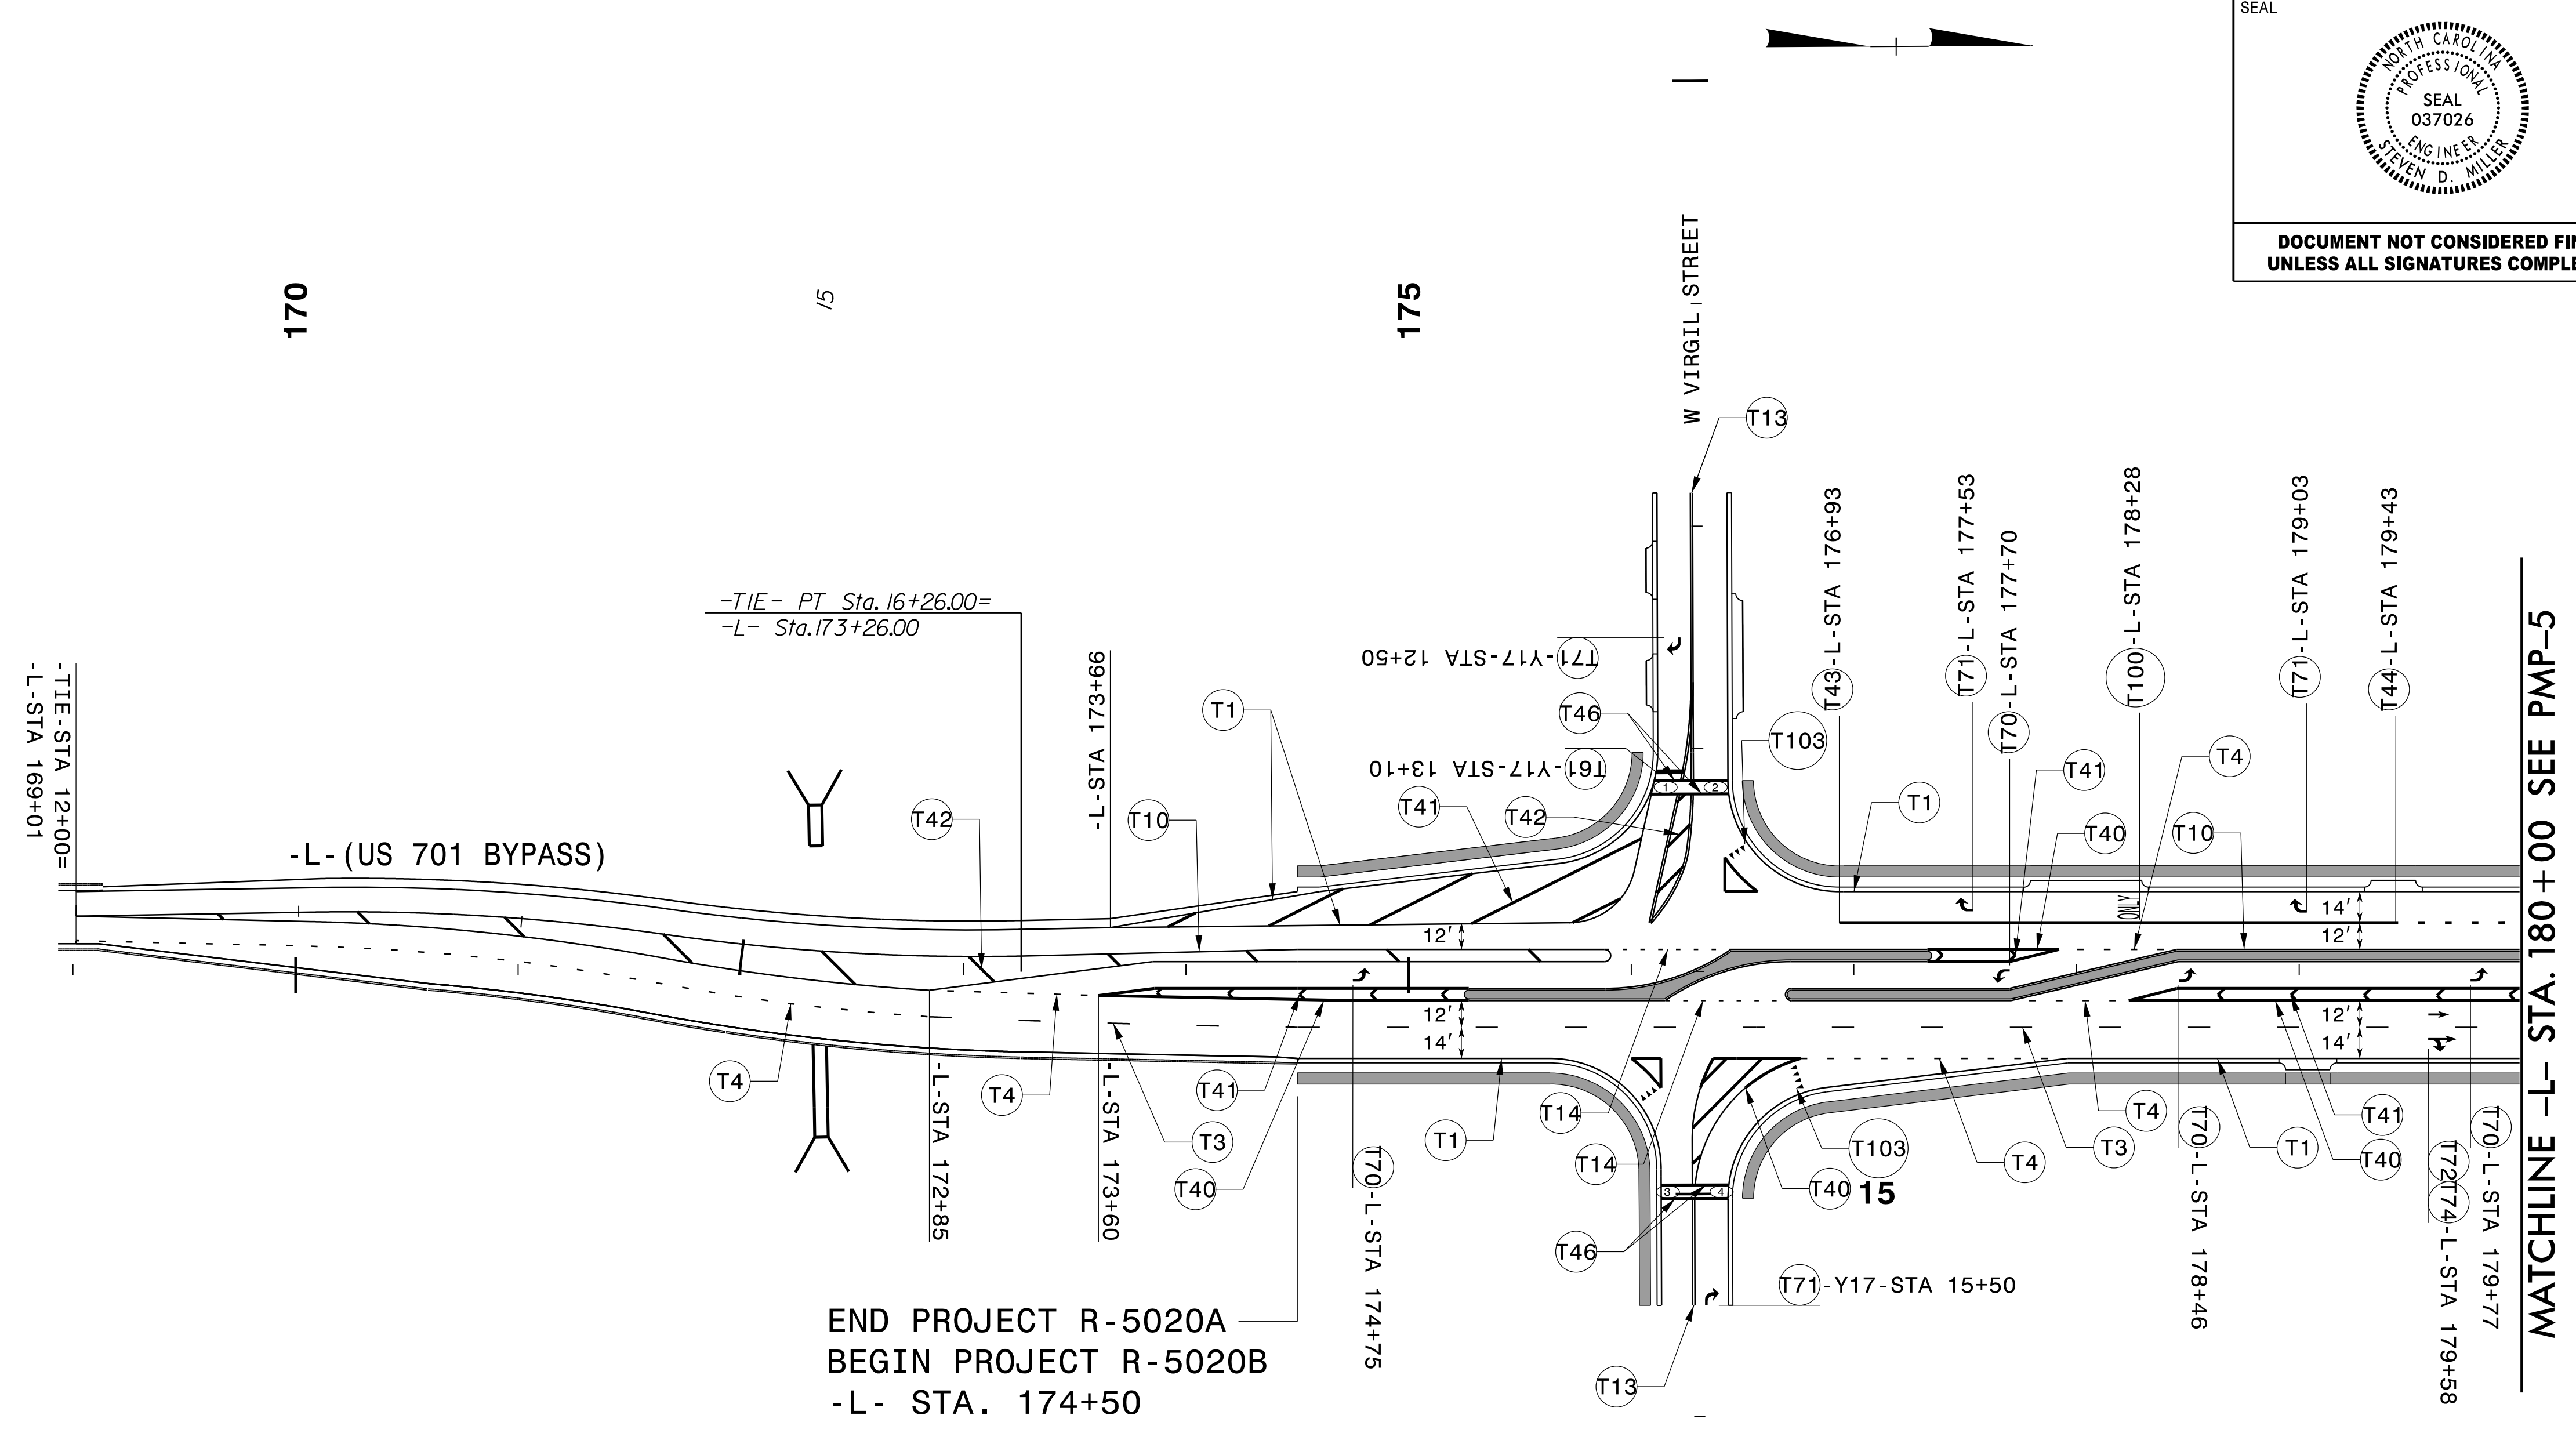 SEAL
NORTH CAROLINA
PROFESSIONAL
SEAL
037026
ENGINEER
STEVEN D. MILLER
DOCUMENT NOT CONSIDERED FIN
UNLESS ALL SIGNATURES COMPLE
170
15
175
W VIRGIL STREET
T13
-TIE- PT Sta. 16+26.00=
-L- Sta. 173+26.00
-TIE-STA 12+00=
-L-STA 169+01
-L-(US 701 BYPASS)
T42
-L-STA 173+66
T10
T1
T71-Y17-STA 12+50
T46
T61-Y17-STA 13+10
T41
T42
T103
1
2
T43-L-STA 176+93
T71-L-STA 177+53
T70-L-STA 177+70
T100-L-STA 178+28
T71-L-STA 179+03
T44-L-STA 179+43
T1
T41
T40
T4
T10
ONLY
14'
12'
12'
14'
12'
12'
14'
T4
-L-STA 172+85
T4
-L-STA 173+60
T3
T41
T40
T70-L-STA 174+75
T1
T14
T14
T46
3
4
T13
T40
15
T103
T71-Y17-STA 15+50
T4
T3
T4
T70-L-STA 178+46
T1
T41
T40
T72T74-L-STA 179+58
T70-L-STA 179+77
END PROJECT R-5020A
BEGIN PROJECT R-5020B
-L- STA. 174+50
MATCHLINE -L- STA. 180+00 SEE PMP-5